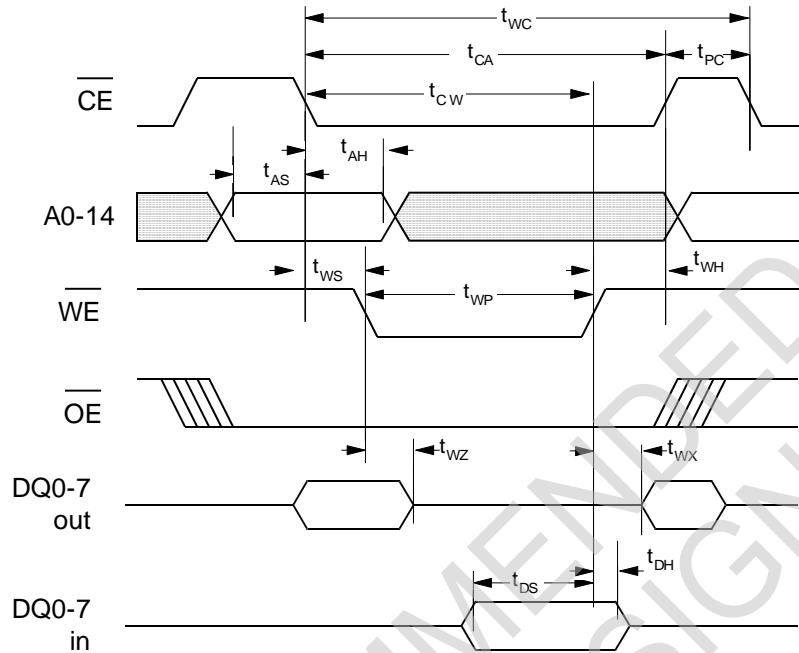 tWC
tCA
tPC
CE
tCW
tAH
tAS
A0-14
tWS
tWH
WE
tWP
OE
tWZ
tWX
DQ0-7
out
tDS
tDH
DQ0-7
in